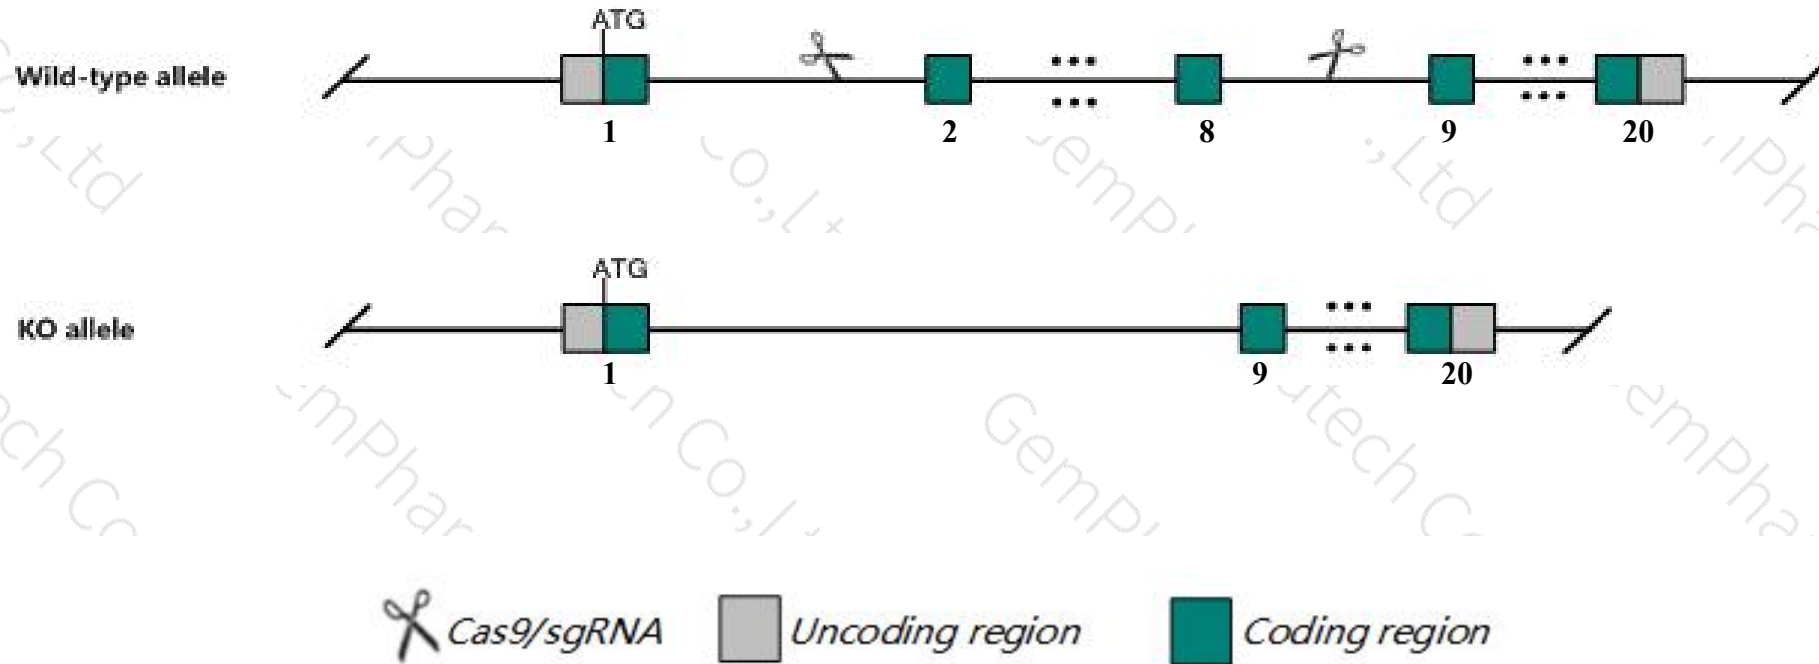 ATG
Wild-type allele
1 2 8 9 20
ATG
KO allele
1 9 20
Cas9/sgRNA Uncoding region Coding region
GemPh